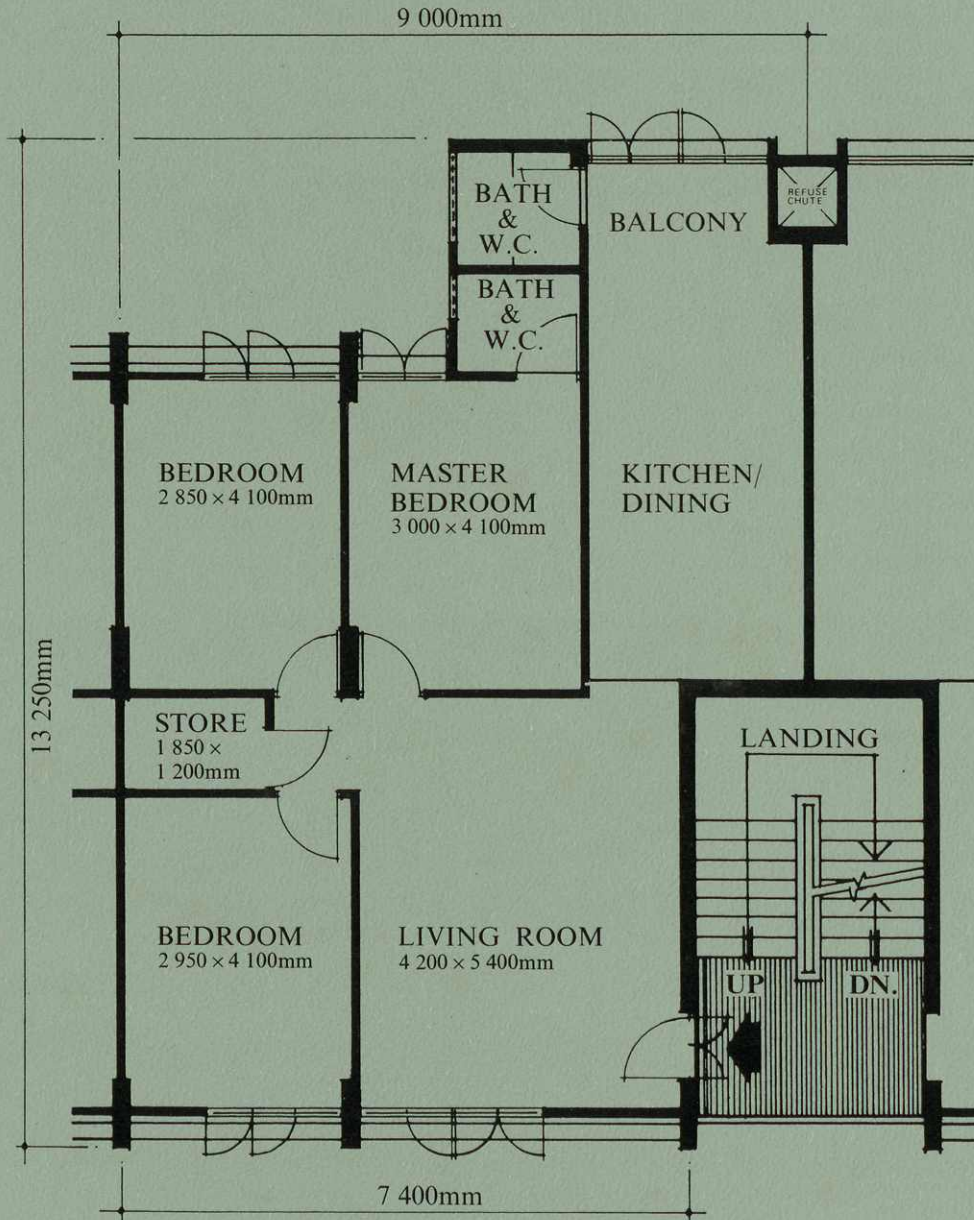 9 000mm
BATH
&
W.C.
BALCONY
REFUSE
CHUTE
BATH
&
W.C.
BEDROOM
2 850 × 4 100mm
MASTER
BEDROOM
3 000 × 4 100mm
KITCHEN/
DINING
13 250mm
STORE
1 850 ×
1 200mm
LANDING
BEDROOM
2 950 × 4 100mm
LIVING ROOM
4 200 × 5 400mm
UP
DN.
7 400mm